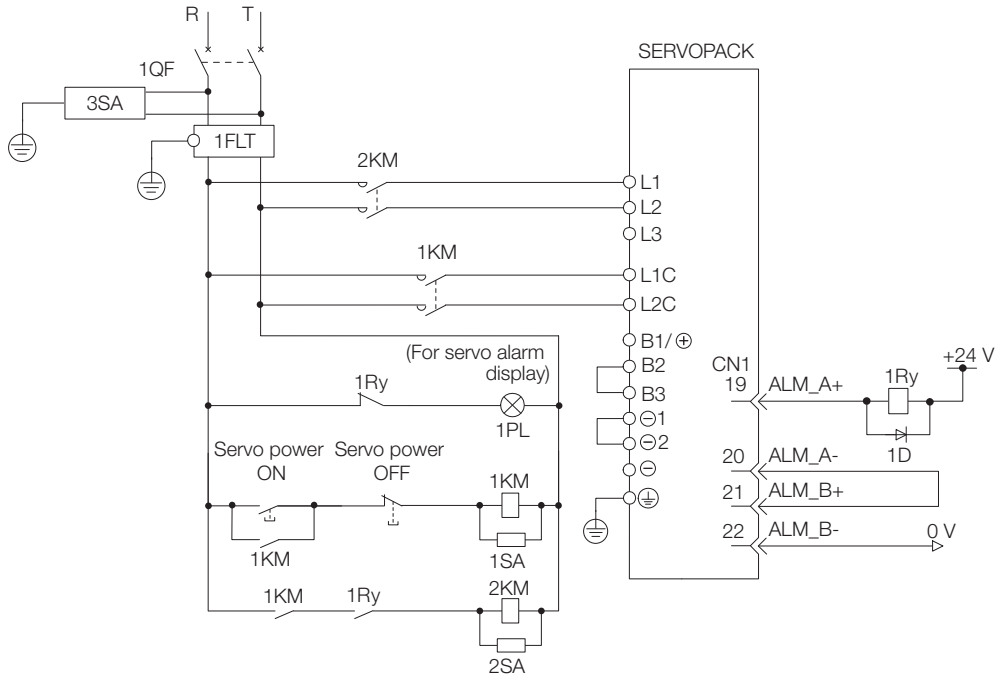 R
T
SERVOPACK
1QF
3SA
1FLT
2KM
L1
L2
L3
1KM
L1C
L2C
B1/⊕
(For servo alarm
display)
B2
CN1
+24 V
1Ry
B3
19
ALM_A+
1Ry
1PL
⊖1
⊖2
1D
Servo power
ON
Servo power
OFF
20
ALM_A-
⊖
1KM
21
ALM_B+
1KM
1SA
22
ALM_B-
0 V
1KM
1Ry
2KM
2SA